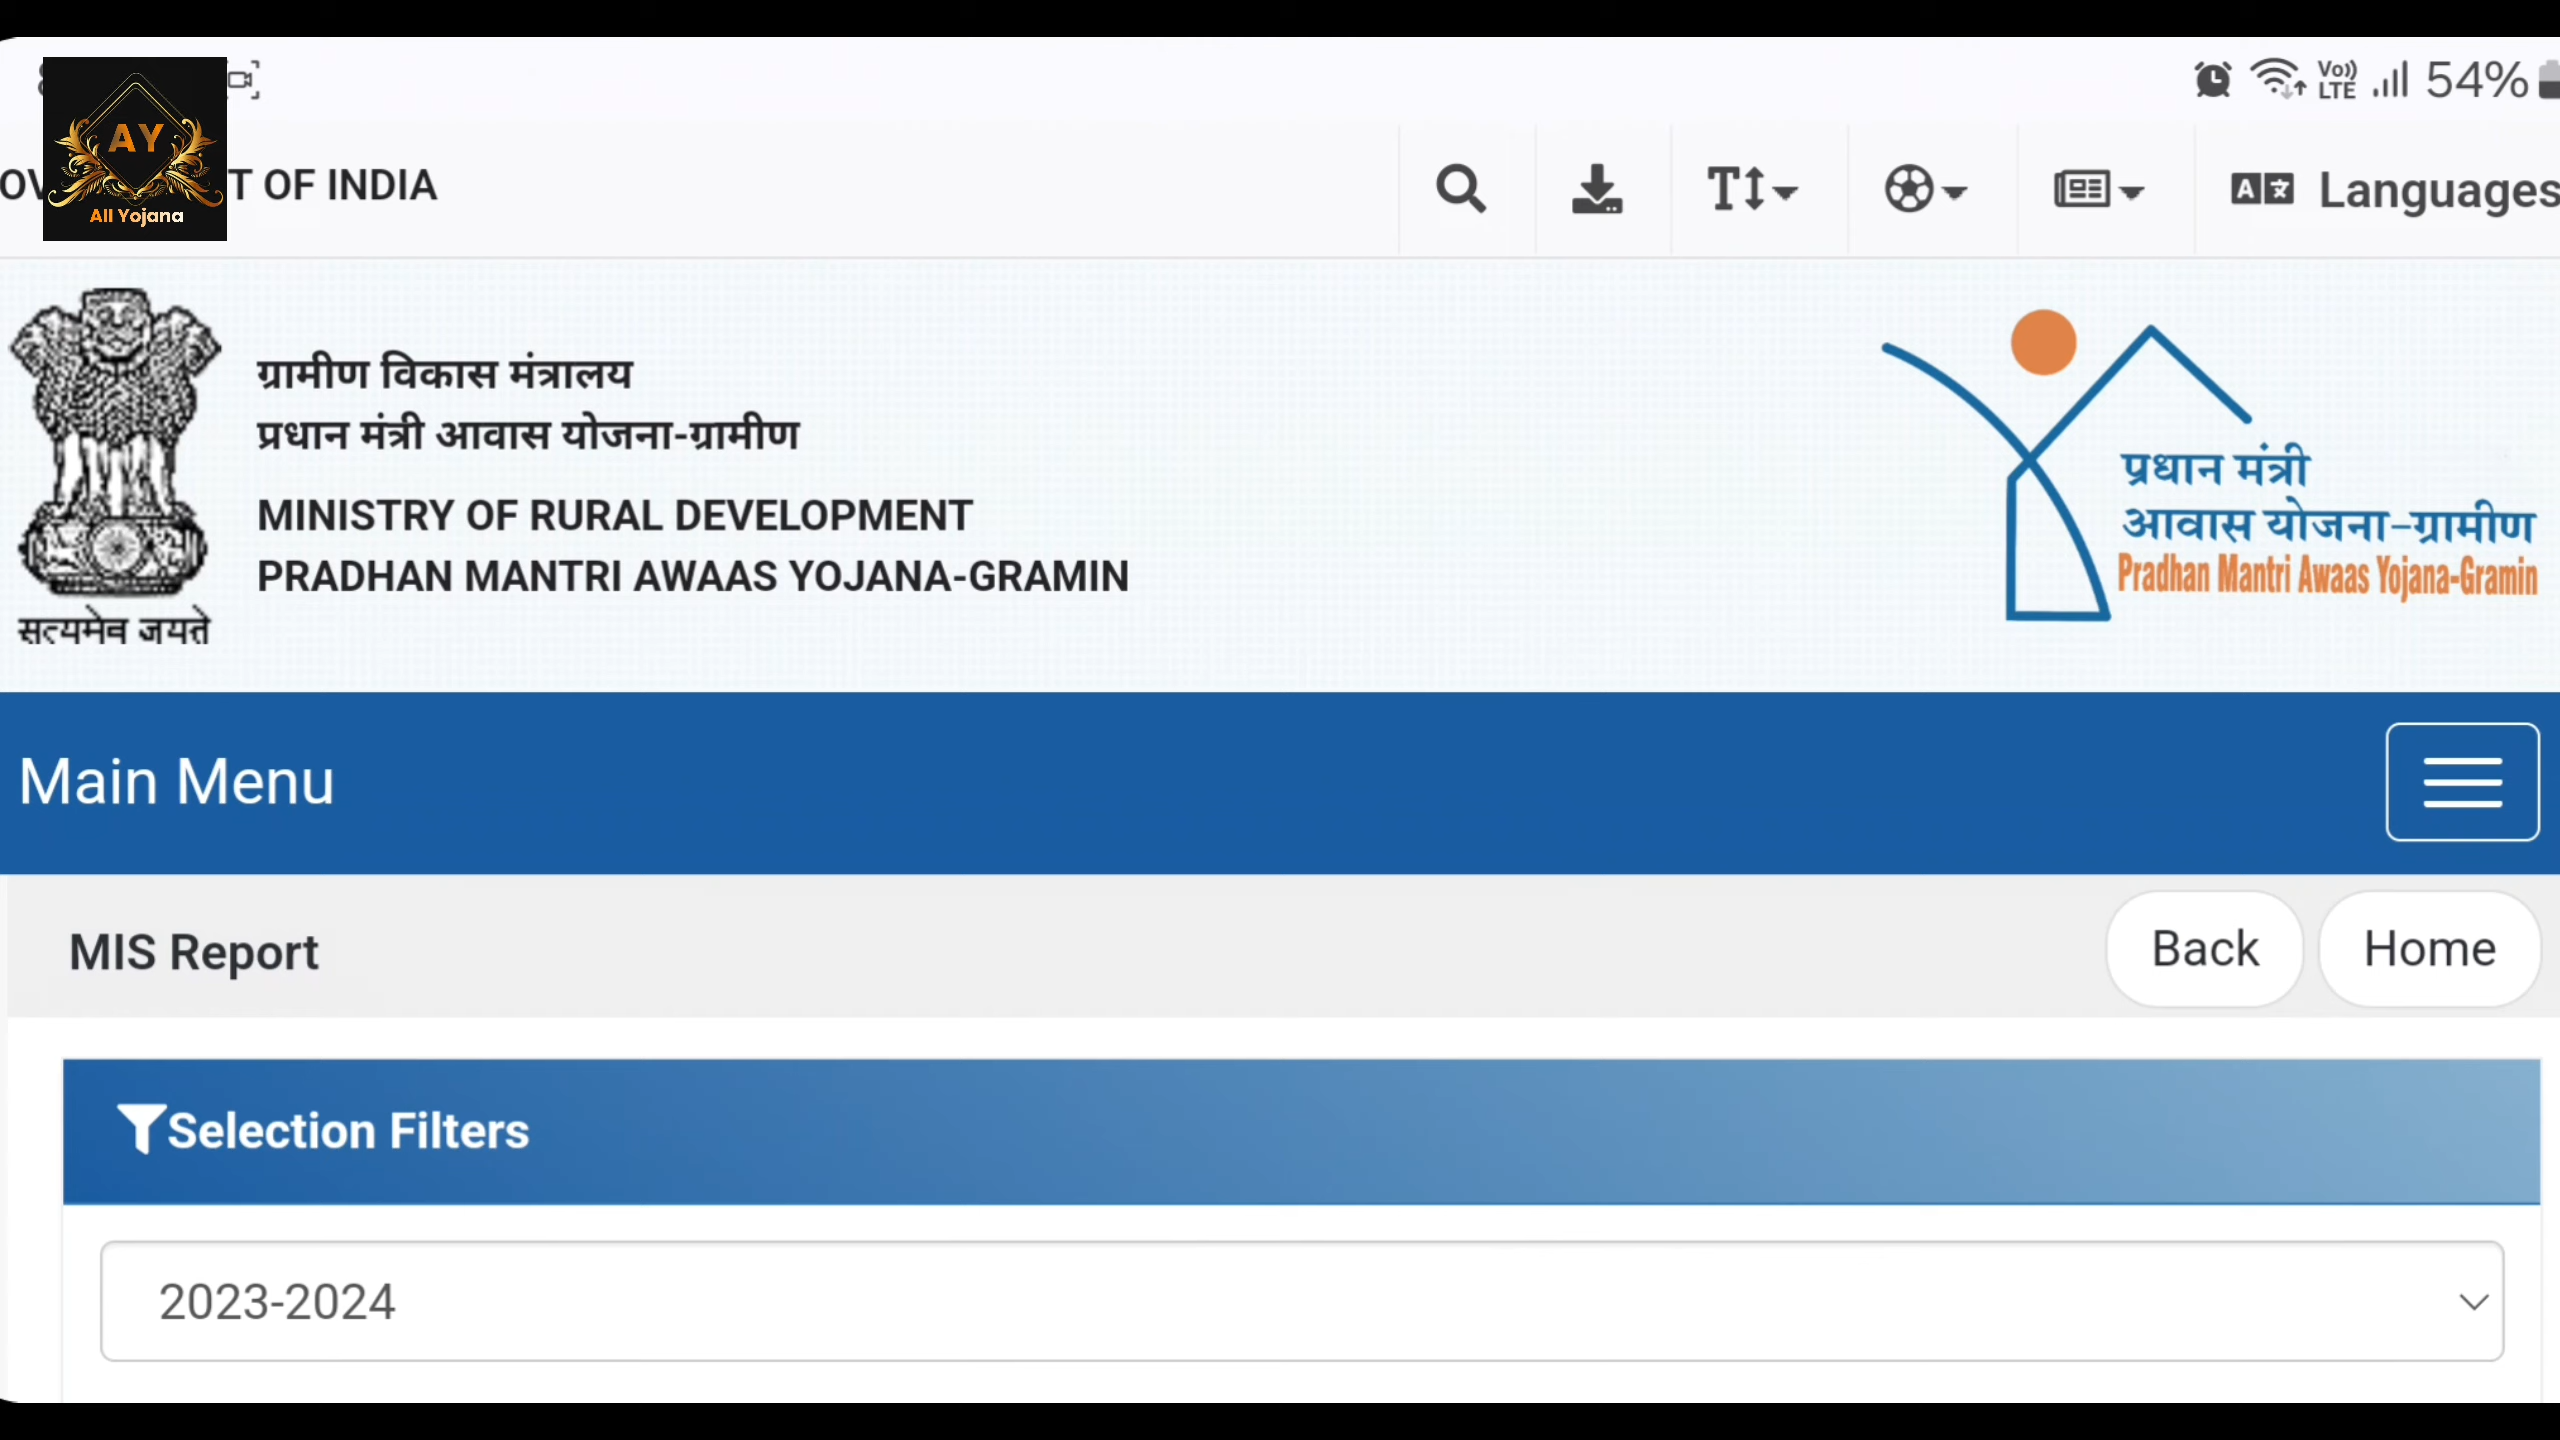 54%
Vo))
LTE
AY
All Yojana
T OF INDIA
Languages
ग्रामीण विकास मंत्रालय
प्रधान मंत्री आवास योजना-ग्रामीण
MINISTRY OF RURAL DEVELOPMENT
PRADHAN MANTRI AWAAS YOJANA-GRAMIN
सत्यमेव जयते
प्रधान मंत्री
आवास योजना-ग्रामीण
Pradhan Mantri Awaas Yojana-Gramin
Main Menu
MIS Report
Back
Home
Selection Filters
2023-2024